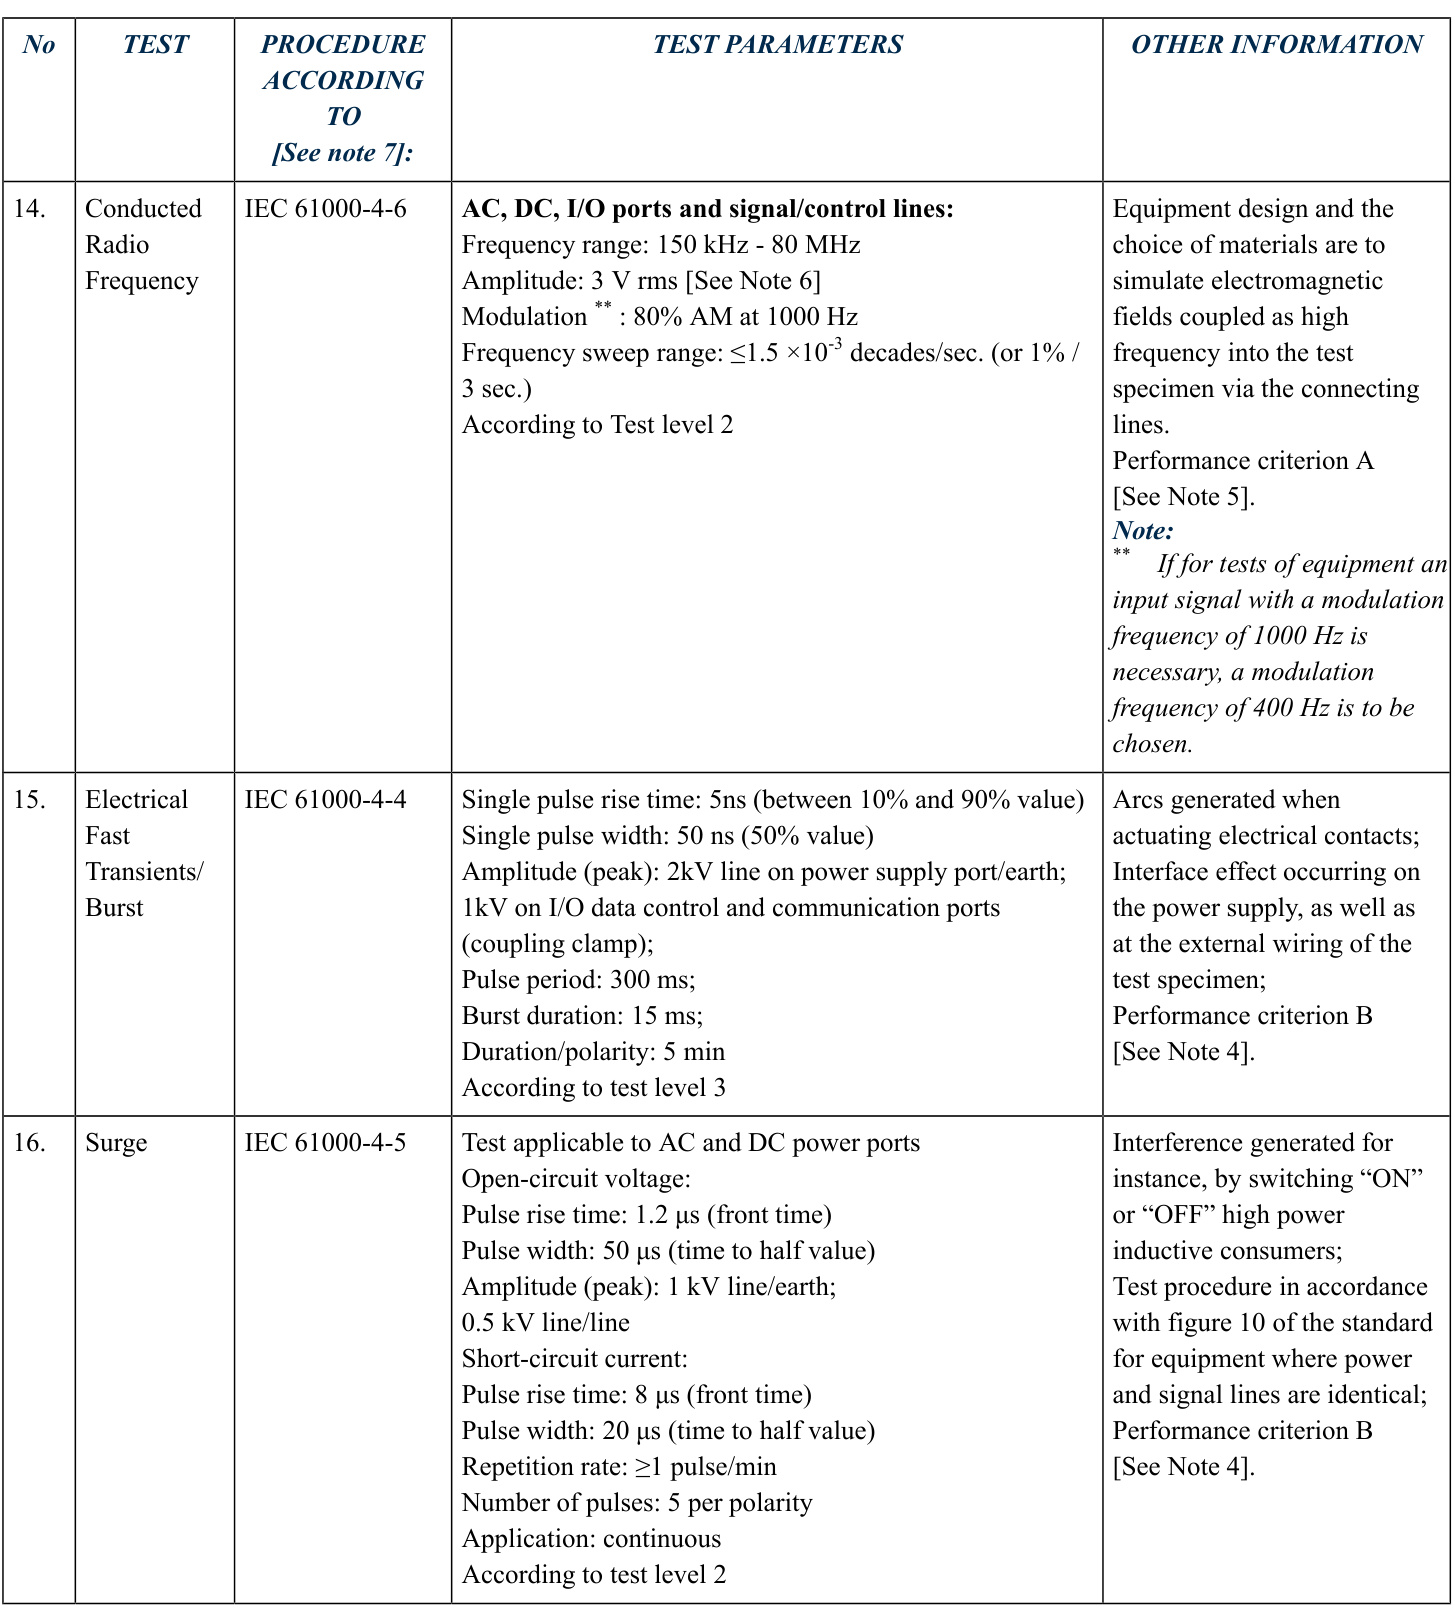 No
TEST
PROCEDURE
ACCORDING
TO
[See note 7]:
TEST PARAMETERS
OTHER INFORMATION
14.
Conducted
Radio
Frequency
IEC 61000-4-6
AC, DC, I/O ports and signal/control lines:
Frequency range: 150 kHz - 80 MHz
Amplitude: 3 V rms [See Note 6]
Modulation ** : 80% AM at 1000 Hz
Frequency sweep range: ≤1.5 ×10-3 decades/sec. (or 1% /
3 sec.)
According to Test level 2
Equipment design and the
choice of materials are to
simulate electromagnetic
fields coupled as high
frequency into the test
specimen via the connecting
lines.
Performance criterion A
[See Note 5].
Note:
** If for tests of equipment an
input signal with a modulation
frequency of 1000 Hz is
necessary, a modulation
frequency of 400 Hz is to be
chosen.
15.
Electrical
Fast
Transients/
Burst
IEC 61000-4-4
Single pulse rise time: 5ns (between 10% and 90% value)
Single pulse width: 50 ns (50% value)
Amplitude (peak): 2kV line on power supply port/earth;
1kV on I/O data control and communication ports
(coupling clamp);
Pulse period: 300 ms;
Burst duration: 15 ms;
Duration/polarity: 5 min
According to test level 3
Arcs generated when
actuating electrical contacts;
Interface effect occurring on
the power supply, as well as
at the external wiring of the
test specimen;
Performance criterion B
[See Note 4].
16.
Surge
IEC 61000-4-5
Test applicable to AC and DC power ports
Open-circuit voltage:
Pulse rise time: 1.2 μs (front time)
Pulse width: 50 μs (time to half value)
Amplitude (peak): 1 kV line/earth;
0.5 kV line/line
Short-circuit current:
Pulse rise time: 8 μs (front time)
Pulse width: 20 μs (time to half value)
Repetition rate: ≥1 pulse/min
Number of pulses: 5 per polarity
Application: continuous
According to test level 2
Interference generated for
instance, by switching “ON”
or “OFF” high power
inductive consumers;
Test procedure in accordance
with figure 10 of the standard
for equipment where power
and signal lines are identical;
Performance criterion B
[See Note 4].